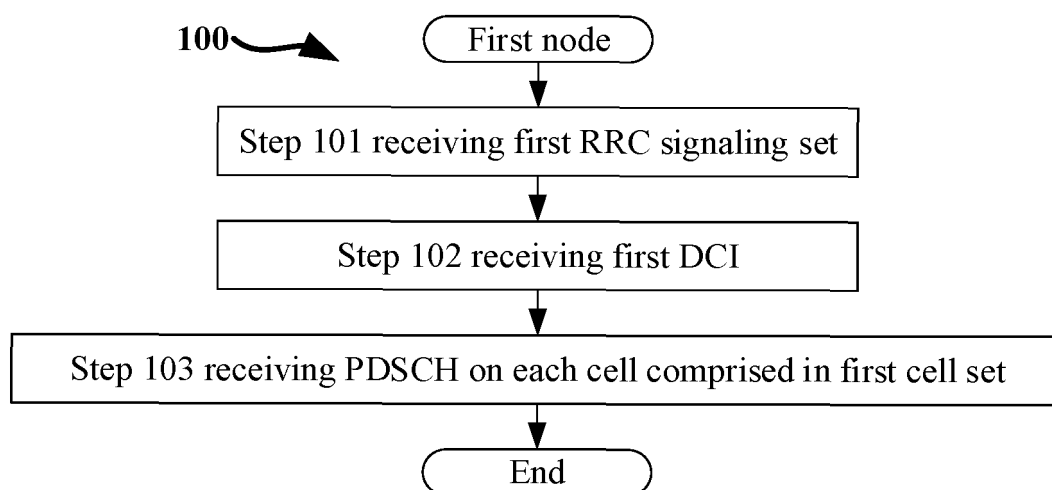 100
First node
Step 101 receiving first RRC signaling set
Step 102 receiving first DCI
Step 103 receiving PDSCH on each cell comprised in first cell set
End